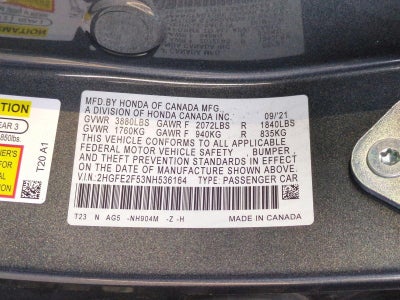 MFD.BY HONDA OF CANADA MFG.,
A DIVISION OF HONDA CANADA INC. 09/21
GVWR 3880LBS GAWR F 2072LBS R 1840LBS
GVWR 1760KG GAWR F 940KG R 835KG
THIS VEHICLE CONFORMS TO ALL APPLICABLE
FEDERAL MOTOR VEHICLE SAFETY BUMPER
AND THEFT PREVENTION STANDARDS IN EFFECT
ON DATE OF MANUFACTURE SHOWN ABOVE.
V.I.N:2HGFE2F53NH536164 TYPE: PASSENGER CAR
T23 N AG5 -NH904M -Z -H MADE IN CANADA
TION
EAR 3
860lbs.
T20 A1